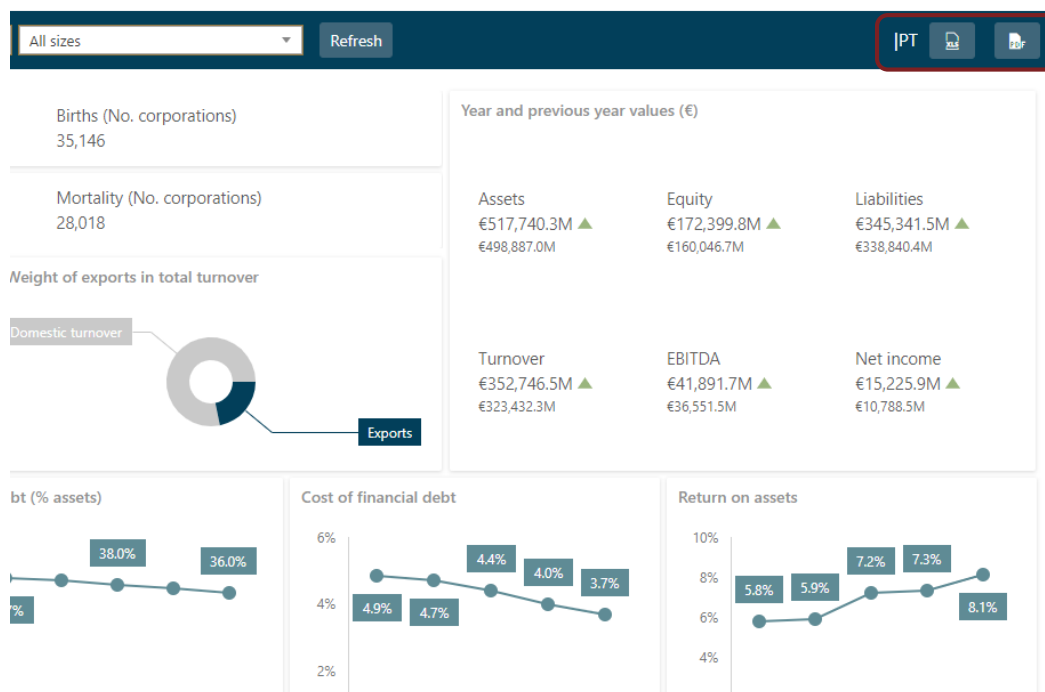 All sizes
Refresh
|PT
XLS
PDF
Births (No. corporations)
35,146
Mortality (No. corporations)
28,018
Weight of exports in total turnover
Domestic turnover
Exports
Year and previous year values (€)
Assets
€517,740.3M
€498,887.0M
Equity
€172,399.8M
€160,046.7M
Liabilities
€345,341.5M
€338,840.4M
Turnover
€352,746.5M
€323,432.3M
EBITDA
€41,891.7M
€36,551.5M
Net income
€15,225.9M
€10,788.5M
bt (% assets)
38.0%
36.0%
7%
Cost of financial debt
6%
4%
2%
4.9%
4.7%
4.4%
4.0%
3.7%
Return on assets
10%
8%
6%
4%
5.8%
5.9%
7.2%
7.3%
8.1%